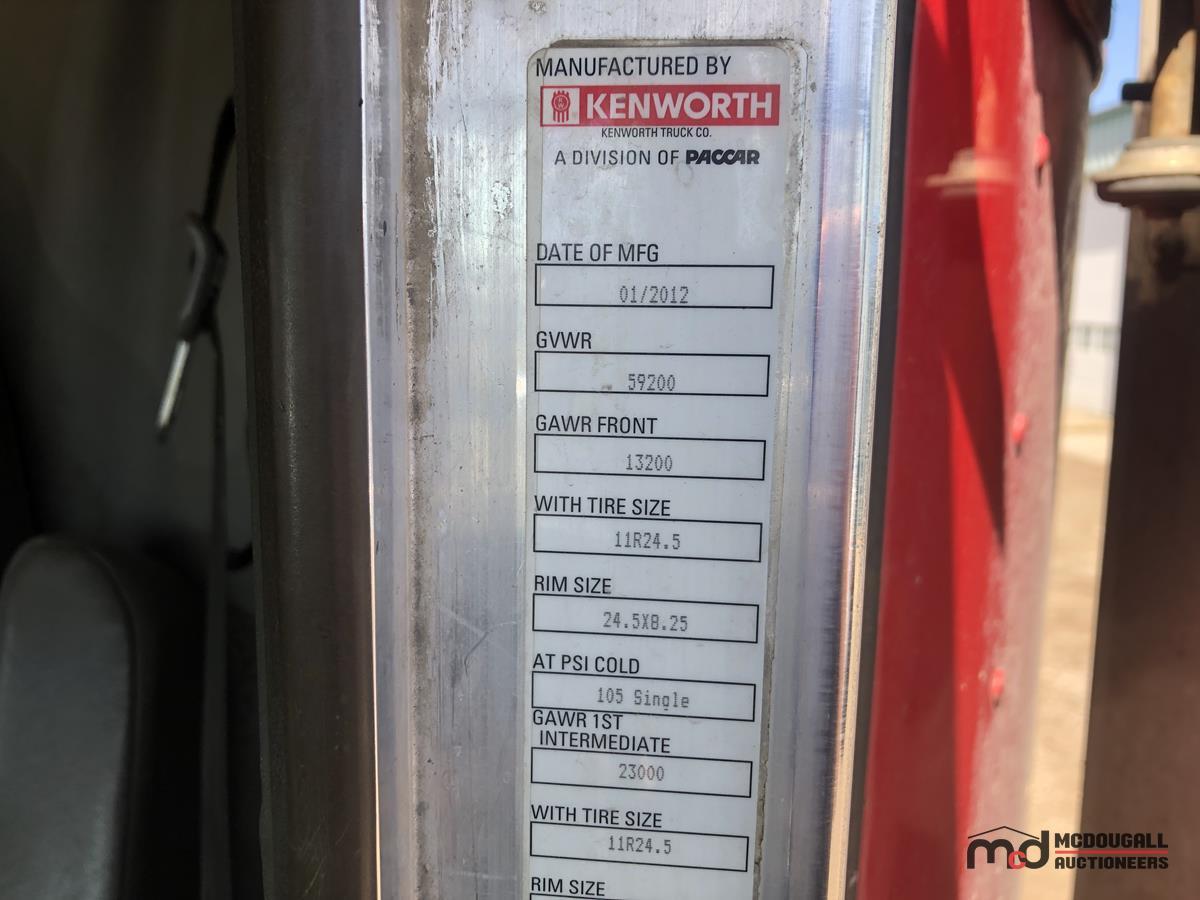 MANUFACTURED BY
KENWORTH
KENWORTH TRUCK CO.
A DIVISION OF PACCAR
DATE OF MFG
01/2012
GVWR
59200
GAWR FRONT
13200
WITH TIRE SIZE
11R24.5
RIM SIZE
24.5X8.25
AT PSI COLD
105 Single
GAWR 1ST
INTERMEDIATE
23000
WITH TIRE SIZE
11R24.5
RIM SIZE
mcd MCDOUGALL
AUCTIONEERS